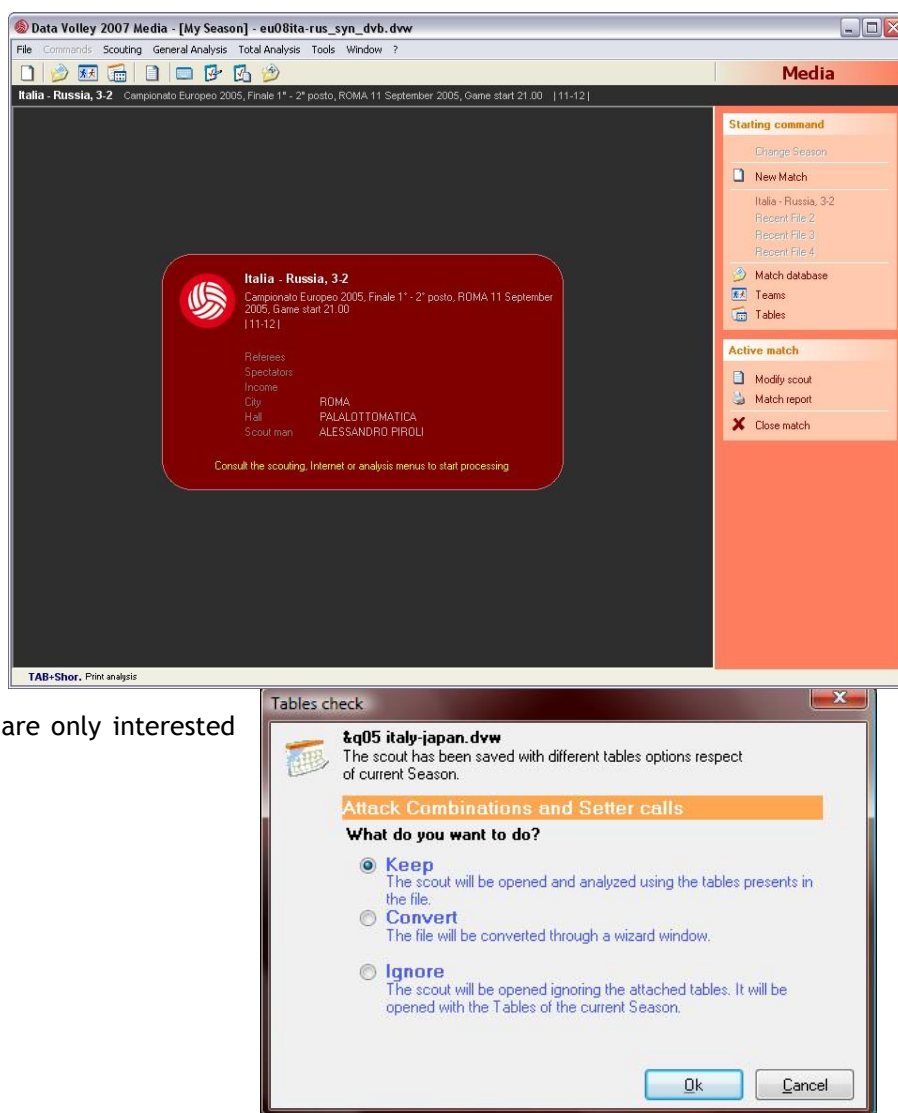 Data Volley 2007 Media - [My Season] - eu08ita-rus_syn_dvb.dvw
File Commands Scouting General Analysis Total Analysis Tools Window ?
Media
Italia - Russia, 3-2 Campionato Europeo 2005, Finale 1° - 2° posto, ROMA 11 September 2005, Game start 21.00 | 11-12 |
Starting command
Change Season
New Match
Italia - Russia, 3-2
Recent File 2
Recent File 3
Recent File 4
Match database
Teams
Tables
Active match
Modify scout
Match report
Close match
Italia - Russia, 3-2
Campionato Europeo 2005, Finale 1° - 2° posto, ROMA 11 September
2005, Game start 21.00
| 11-12 |
Referees
Spectators
Income
City ROMA
Hall PALALOTTOMATICA
Scout man ALESSANDRO PIROLI
Consult the scouting, Internet or analysis menus to start processing
TAB+Shor. Print analysis
are only interested
Tables check
&q05 italy-japan.dvw
The scout has been saved with different tables options respect
of current Season.
Attack Combinations and Setter calls
What do you want to do?
Keep
The scout will be opened and analyzed using the tables presents in
the file.
Convert
The file will be converted through a wizard window.
Ignore
The scout will be opened ignoring the attached tables. It will be
opened with the Tables of the current Season.
Ok Cancel